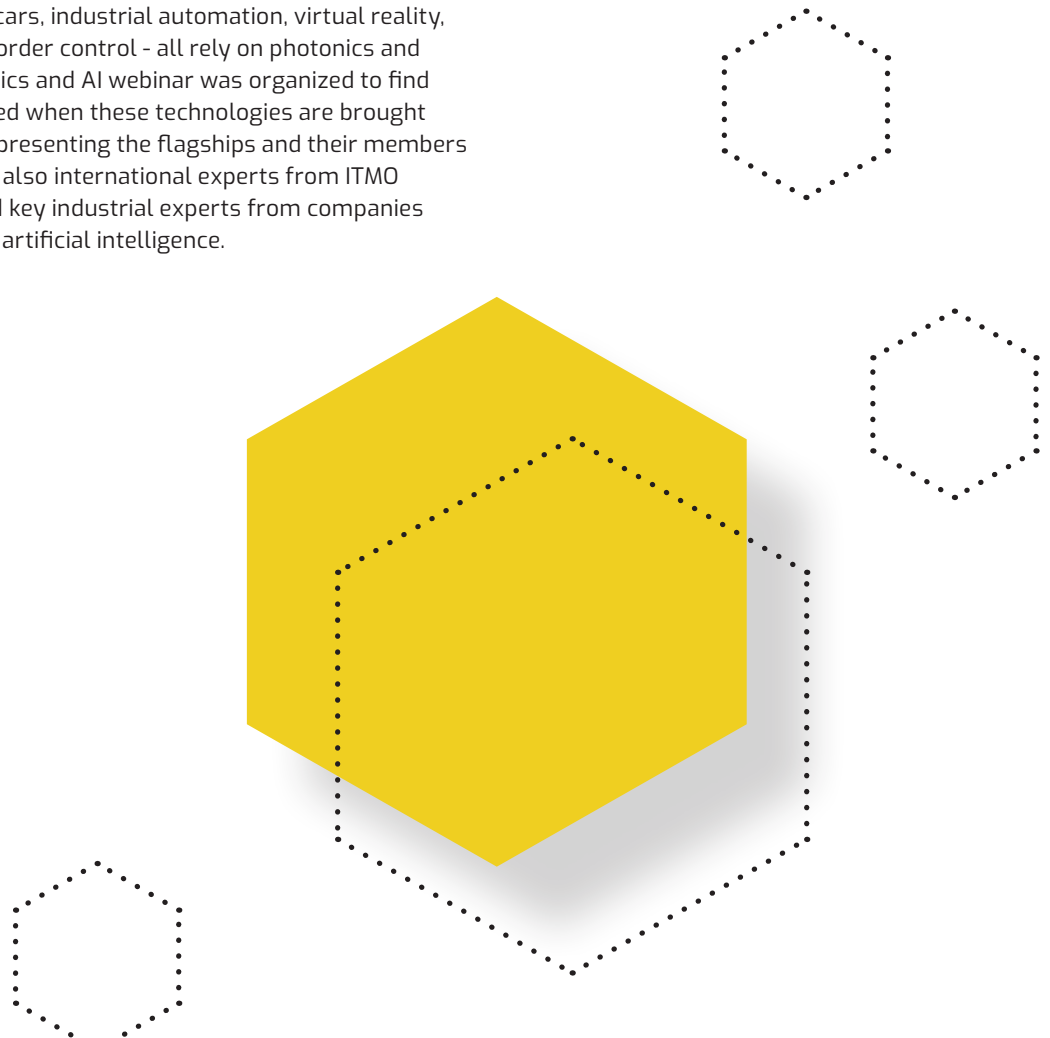 cars, industrial automation, virtual reality,
order control - all rely on photonics and
ics and AI webinar was organized to find
ed when these technologies are brought
presenting the flagships and their members
also international experts from ITMO
key industrial experts from companies
artificial intelligence.